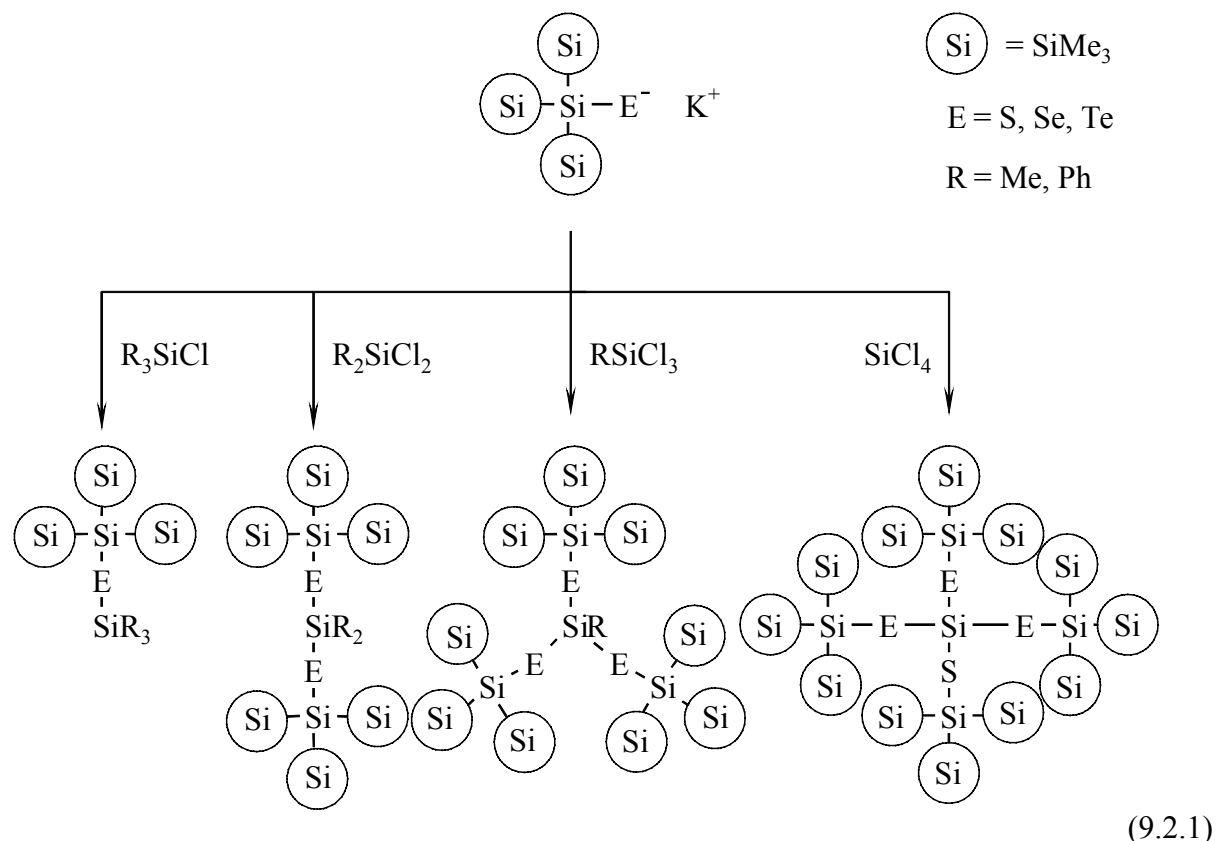 Si
Si = SiMe3
Si Si E- K+
E = S, Se, Te
Si
R = Me, Ph
R3SiCl R2SiCl2 RSiCl3 SiCl4
Si Si Si Si
Si Si Si Si Si Si Si Si Si Si Si Si
Si Si
E E E E
SiR3 SiR2 SiR Si Si E Si E Si Si
Si Si
E E E S
Si Si
Si Si
Si Si Si Si Si Si Si Si Si
Si Si
Si Si Si Si
(9.2.1)